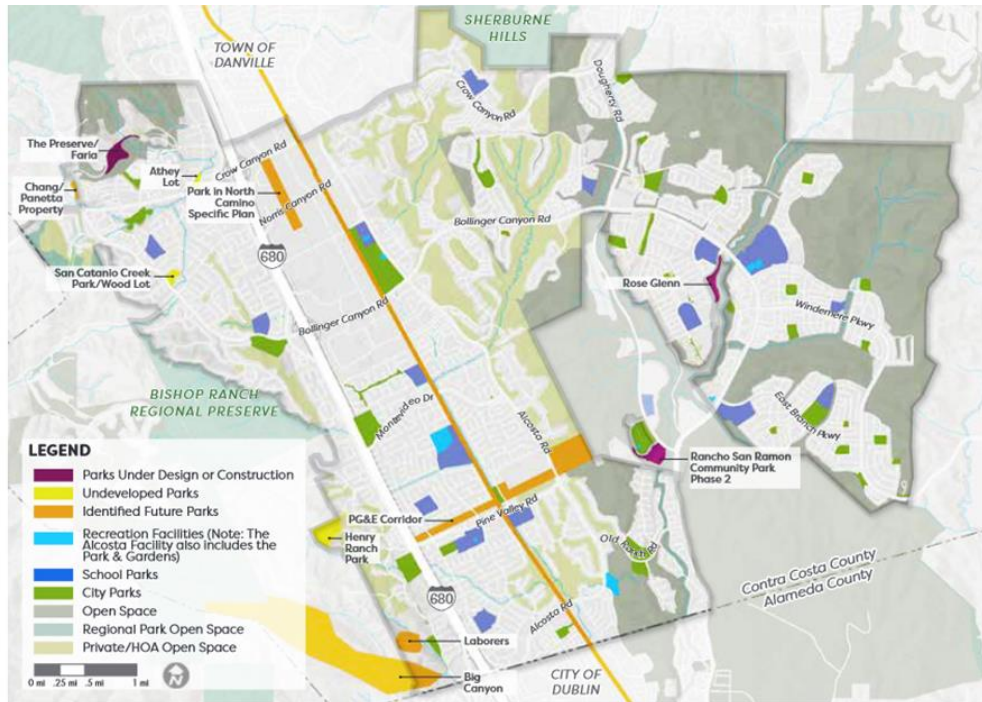 SHERBURNE
HILLS
TOWN OF
DANVILLE
Crow Canyon Rd
Dougherty Rd
The Preserve/
Faria
Crow Canyon Rd
Athey
Lot
Chang/
Panetta
Property
Park in North
Camino
Specific Plan
Norris Canyon Rd
Bollinger Canyon Rd
680
San Catanio Creek
Park/Wood Lot
Rose Glenn
Bollinger Canyon Rd
Windemere Pkwy
BISHOP RANCH
REGIONAL PRESERVE
Montevideo Dr
Alcosta Rd
East Branch Pkwy
LEGEND
Parks Under Design or Construction
Undeveloped Parks
Identified Future Parks
Recreation Facilities (Note: The
Alcosta Facility also includes the
Park & Gardens)
School Parks
City Parks
Open Space
Regional Park Open Space
Private/HOA Open Space
0 mi .25 mi .5 mi 1 mi
N
Rancho San Ramon
Community Park
Phase 2
PG&E Corridor
Pine Valley Rd
Henry
Ranch
Park
Old Ranch Rd
Contra Costa County
Alameda County
680
Alcosta Rd
Laborers
Big
Canyon
CITY OF
DUBLIN